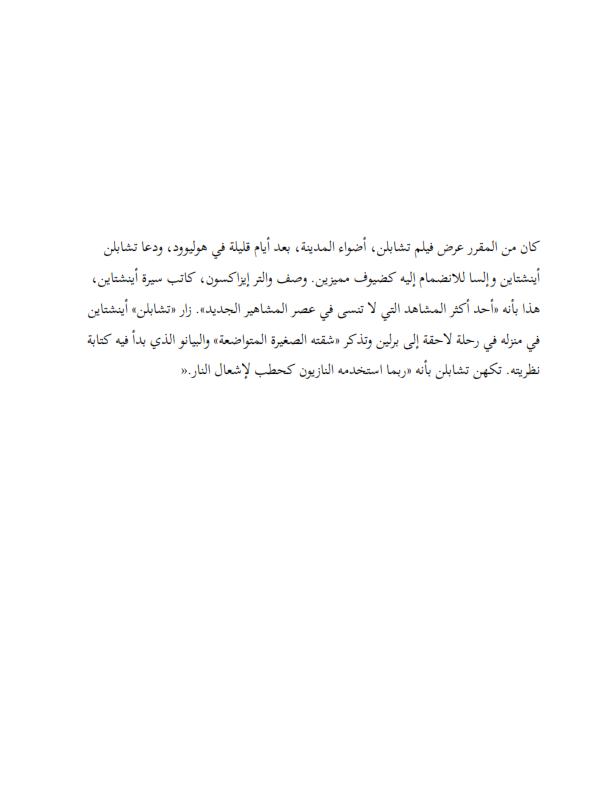 كان من المقرر عرض فيلم تشابلن، أضواء المدينة، بعد أيام قليلة في هوليوود، ودعا تشابلن
أينشتاين وإلسا للانضمام إليه كضيوف مميزين. وصف والتر إيزاكسون، كاتب سيرة أينشتاين،
هذا بأنه «أحد أكثر المشاهد التي لا تنسى في عصر المشاهير الجديد». زار «تشابلن» أينشتاين
في منزله في رحلة لاحقة إلى برلين وتذكر «شقته الصغيرة المتواضعة» والبيانو الذي بدأ فيه كتابة
نظريته. تكهن تشابلن بأنه «ربما استخدمه النازيون كحطب لإشعال النار.»